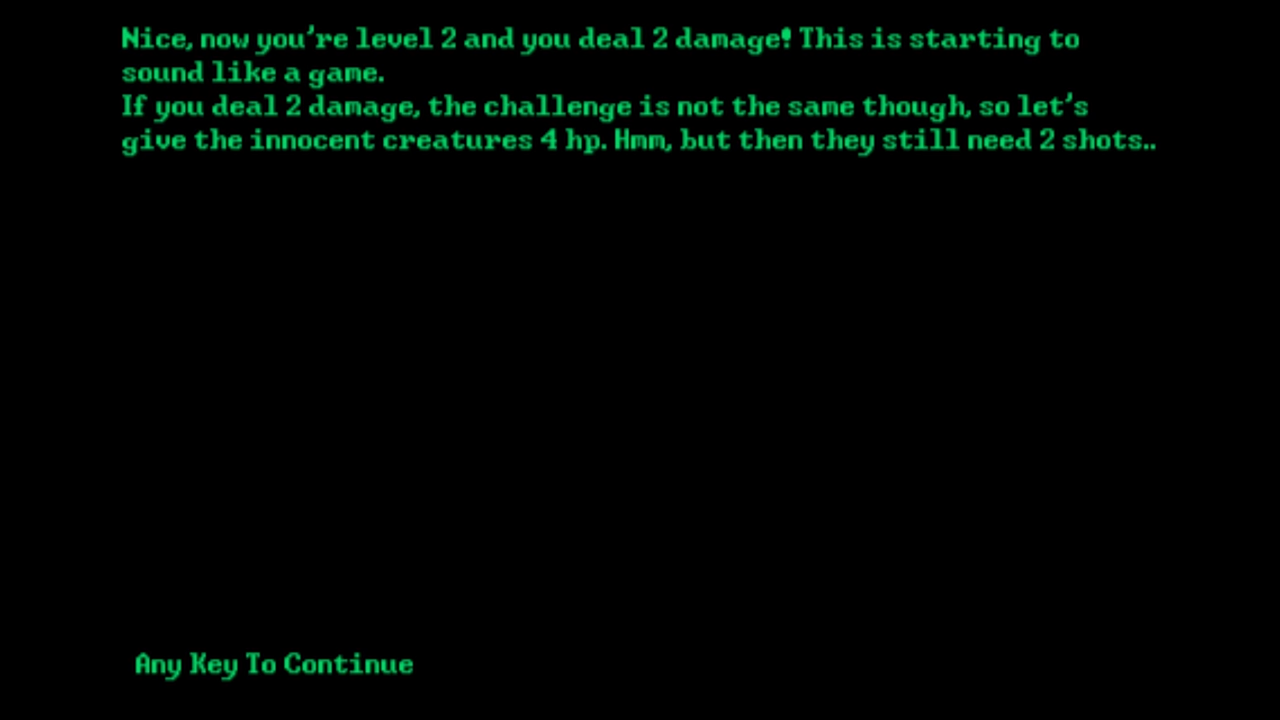 Nice, now you're level 2 and you deal 2 damage! This is starting to
sound like a game.
If you deal 2 damage, the challenge is not the same though, so let's
give the innocent creatures 4 hp. Hmm, but then they still need 2 shots..
Any Key To Continue